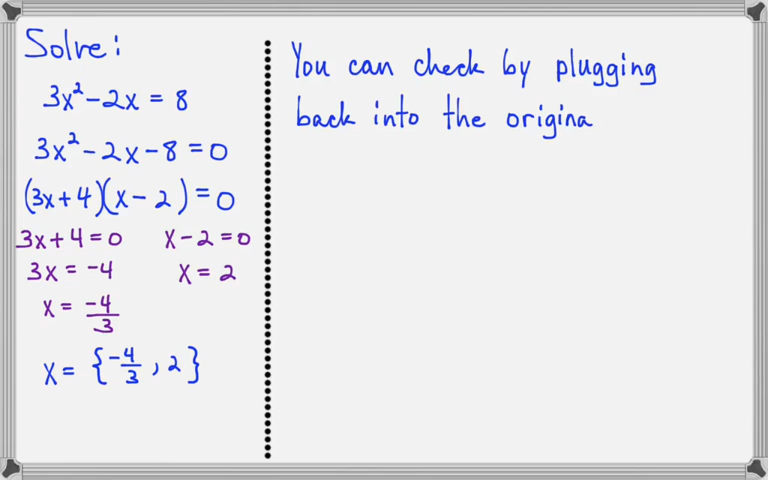 Solve:
3x² - 2x = 8
3x² - 2x - 8 = 0
(3x + 4)(x - 2) = 0
3x + 4 = 0 x - 2 = 0
3x = -4 x = 2
x = -4/3
x = {-4/3, 2}
You can check by plugging
back into the origina